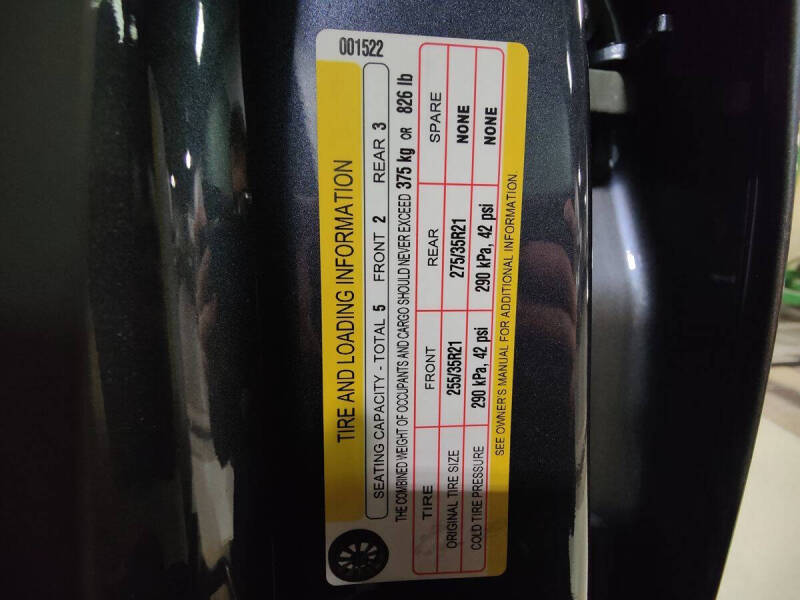 001522
TIRE AND LOADING INFORMATION
SEATING CAPACITY - TOTAL 5 FRONT 2 REAR 3
THE COMBINED WEIGHT OF OCCUPANTS AND CARGO SHOULD NEVER EXCEED 375 kg OR 826 lb
TIRE FRONT REAR SPARE
ORIGINAL TIRE SIZE 255/35R21 275/35R21 NONE
COLD TIRE PRESSURE 290 kPa, 42 psi 290 kPa, 42 psi NONE
SEE OWNER'S MANUAL FOR ADDITIONAL INFORMATION.